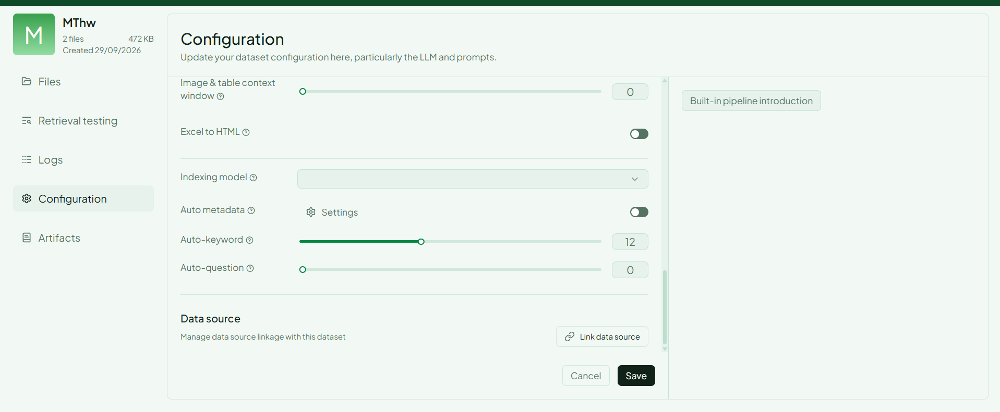 M
MThw
2 files 472 KB
Created 29/09/2026
Files
Retrieval testing
Logs
Configuration
Artifacts
Configuration
Update your dataset configuration here, particularly the LLM and prompts.
Image & table context
window
0
Excel to HTML
Indexing model
Auto metadata
Settings
Auto-keyword
12
Auto-question
0
Data source
Manage data source linkage with this dataset
Link data source
Cancel
Save
Built-in pipeline introduction